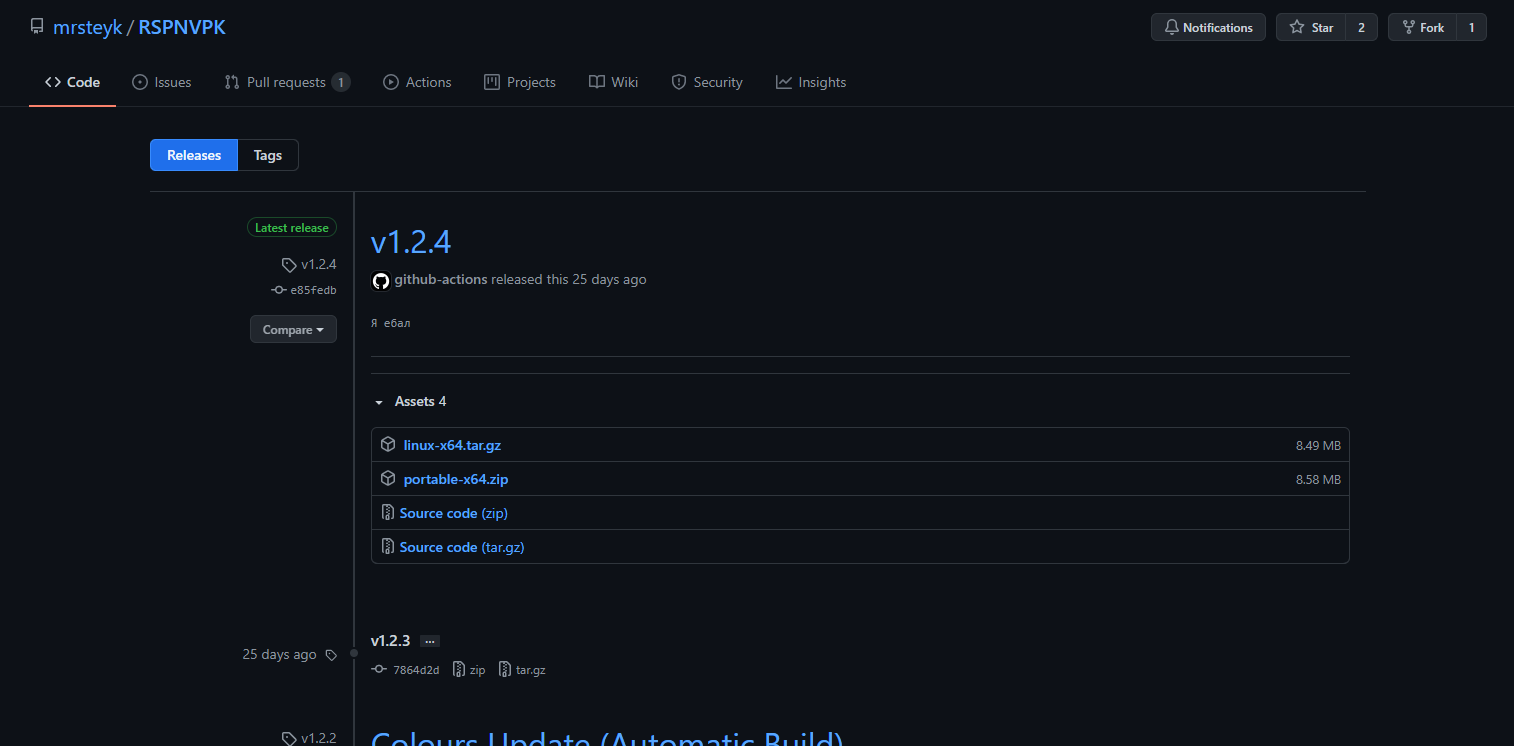 mrsteyk / RSPNVPK
Notifications Star 2 Fork 1
Code Issues Pull requests 1 Actions Projects Wiki Security Insights
Releases Tags
Latest release
v1.2.4
e85fedb
Compare
v1.2.4
github-actions released this 25 days ago
Я ебал
Assets 4
linux-x64.tar.gz 8.49 MB
portable-x64.zip 8.58 MB
Source code (zip)
Source code (tar.gz)
25 days ago
v1.2.3 ...
7864d2d zip tar.gz
v1.2.2
Colours Update (Automatic Build)